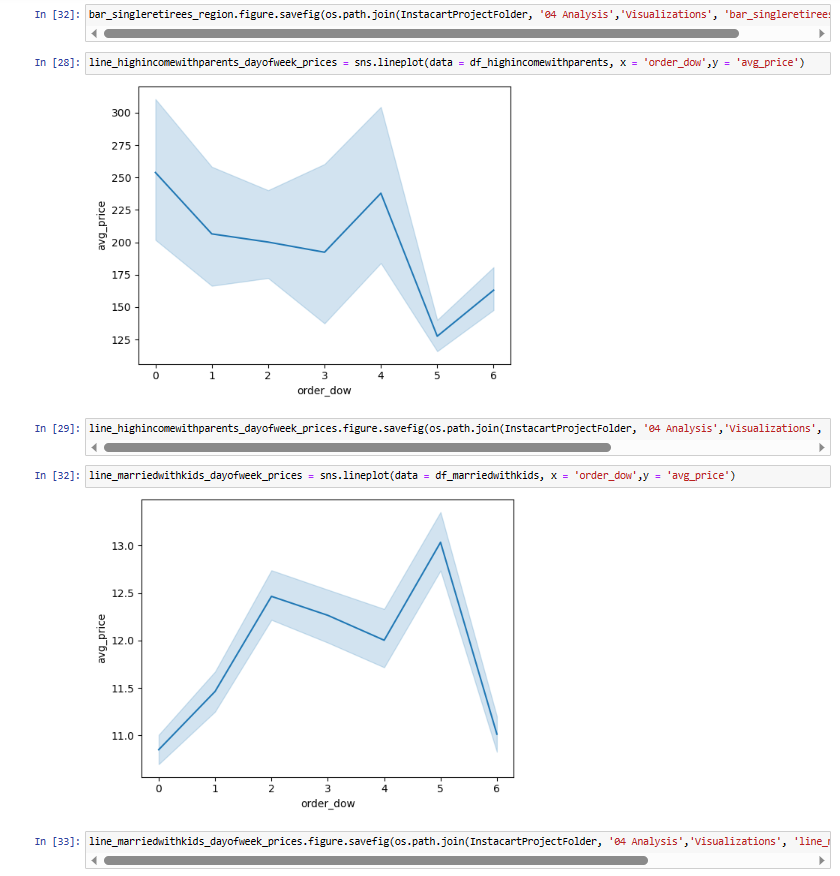 In [32]: bar_singleretirees_region.figure.savefig(os.path.join(InstacartProjectFolder, '04 Analysis','Visualizations', 'bar_singleretirees
In [28]: line_highincomewithparents_dayofweek_prices = sns.lineplot(data = df_highincomewithparents, x = 'order_dow',y = 'avg_price')
300
275
250
225
200
175
150
125
avg_price
0 1 2 3 4 5 6
order_dow
In [29]: line_highincomewithparents_dayofweek_prices.figure.savefig(os.path.join(InstacartProjectFolder, '04 Analysis','Visualizations',
In [32]: line_marriedwithkids_dayofweek_prices = sns.lineplot(data = df_marriedwithkids, x = 'order_dow',y = 'avg_price')
13.0
12.5
12.0
11.5
11.0
avg_price
0 1 2 3 4 5 6
order_dow
In [33]: line_marriedwithkids_dayofweek_prices.figure.savefig(os.path.join(InstacartProjectFolder, '04 Analysis','Visualizations', 'line_